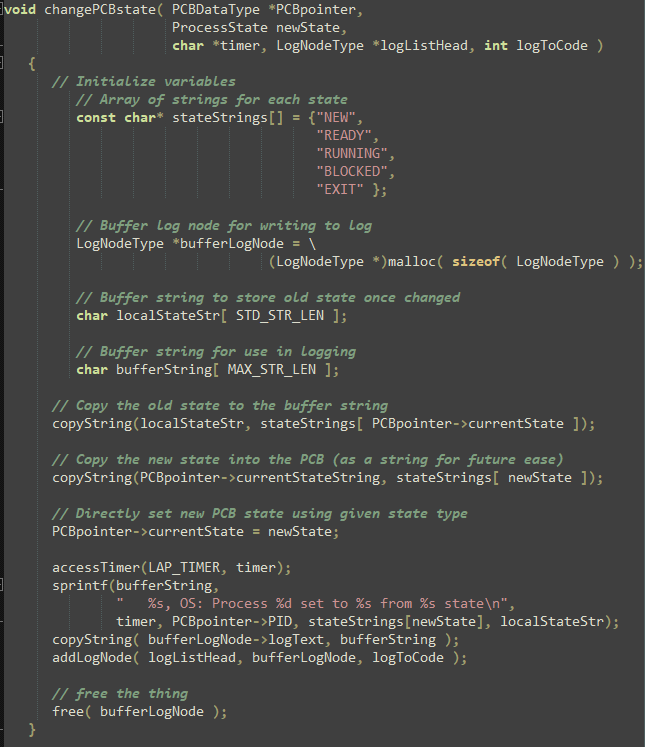 void changePCBstate( PCBDataType *PCBpointer,
                     ProcessState newState,
                     char *timer, LogNodeType *logListHead, int logToCode )
   {
      // Initialize variables
         // Array of strings for each state
         const char* stateStrings[] = {"NEW",
                                       "READY",
                                       "RUNNING",
                                       "BLOCKED",
                                       "EXIT" };

         // Buffer log node for writing to log
         LogNodeType *bufferLogNode = \
                                 (LogNodeType *)malloc( sizeof( LogNodeType ) );

         // Buffer string to store old state once changed
         char localStateStr[ STD_STR_LEN ];

         // Buffer string for use in logging
         char bufferString[ MAX_STR_LEN ];

      // Copy the old state to the buffer string
      copyString(localStateStr, stateStrings[ PCBpointer->currentState ]);

      // Copy the new state into the PCB (as a string for future ease)
      copyString(PCBpointer->currentStateString, stateStrings[ newState ]);

      // Directly set new PCB state using given state type
      PCBpointer->currentState = newState;

      accessTimer(LAP_TIMER, timer);
      sprintf(bufferString,
              "   %s, OS: Process %d set to %s from %s state\n",
              timer, PCBpointer->PID, stateStrings[newState], localStateStr);
      copyString( bufferLogNode->logText, bufferString );
      addLogNode( logListHead, bufferLogNode, logToCode );

      // free the thing
      free( bufferLogNode );
   }